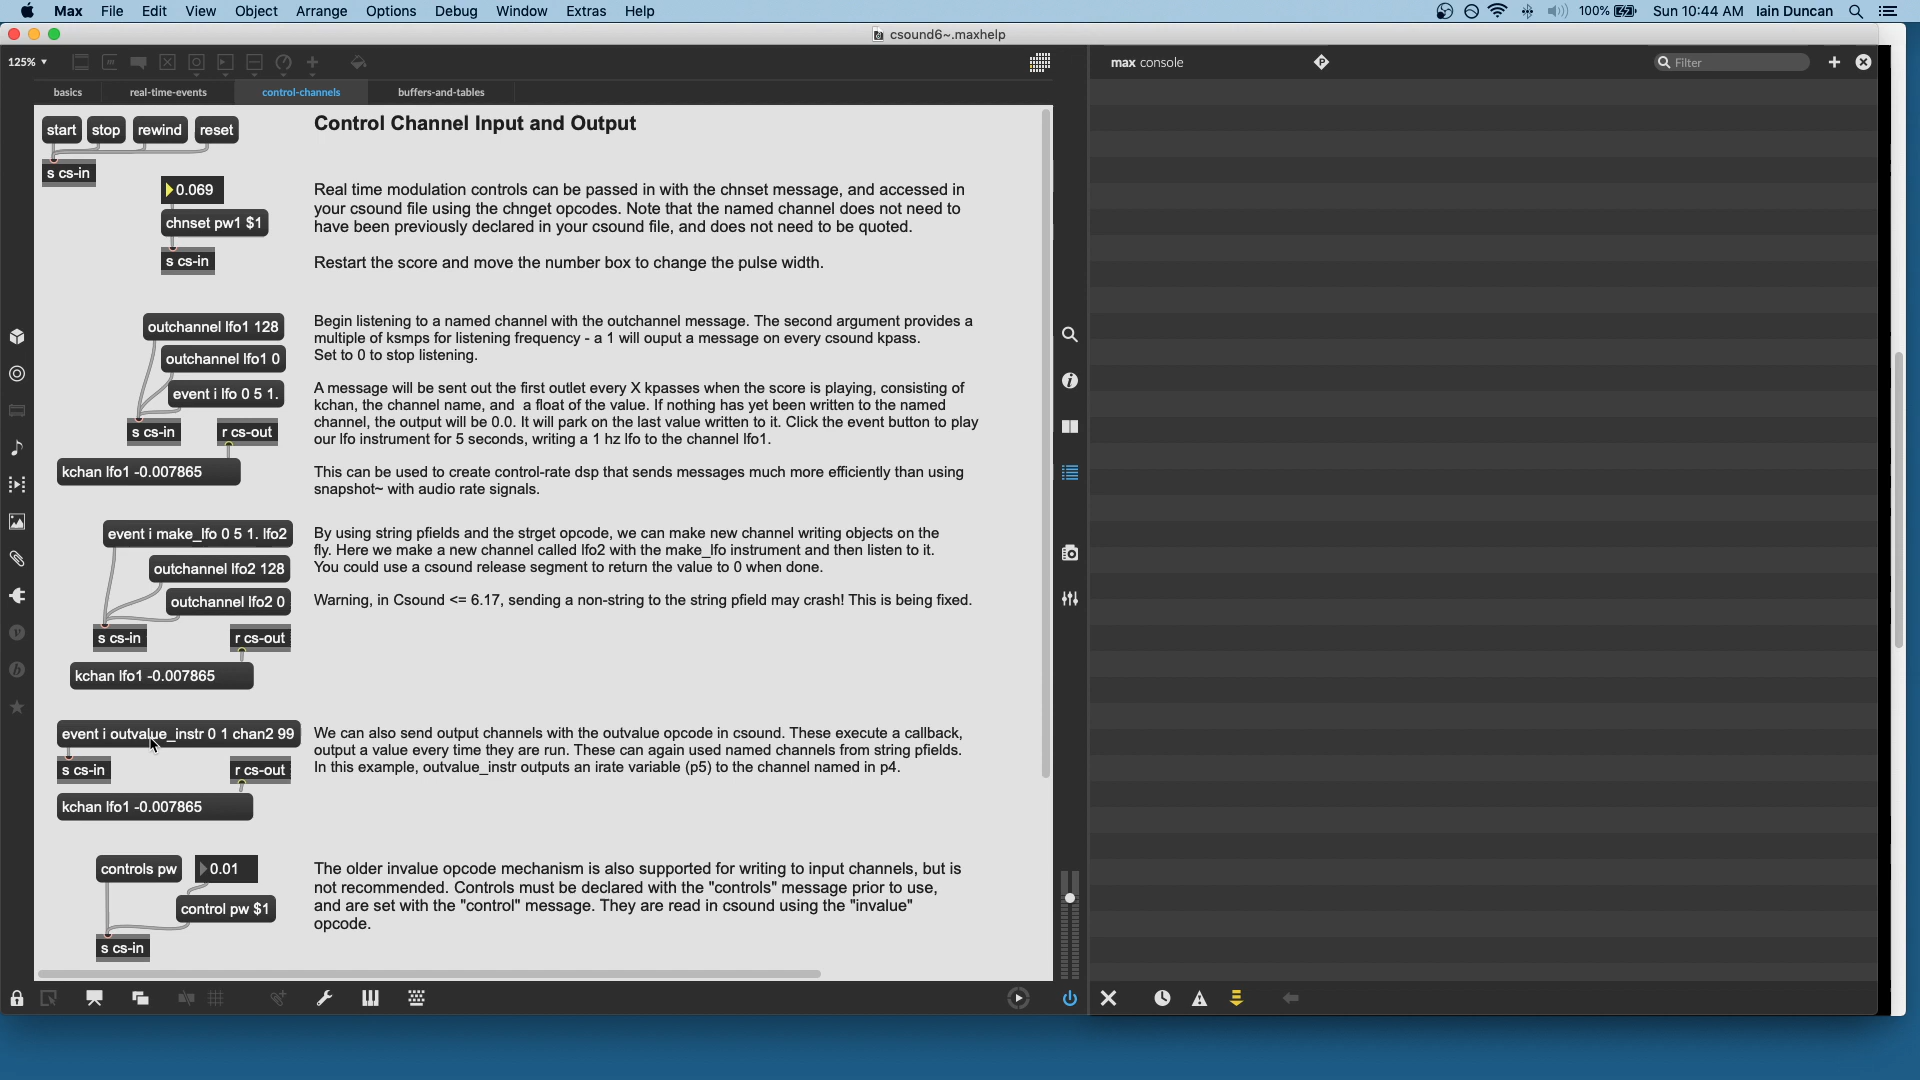 Max File Edit View Object Arrange Options Debug Window Extras Help 100% Sun 10:44 AM Iain Duncan
csound6~.maxhelp
125%
max console
Filter
basics real-time-events control-channels buffers-and-tables
start stop rewind reset
s cs-in
Control Channel Input and Output
0.069
chnset pw1 $1
s cs-in
Real time modulation controls can be passed in with the chnset message, and accessed in
your csound file using the chnget opcodes. Note that the named channel does not need to
have been previously declared in your csound file, and does not need to be quoted.
Restart the score and move the number box to change the pulse width.
outchannel lfo1 128
outchannel lfo1 0
event i lfo 0 5 1.
s cs-in
r cs-out
kchan lfo1 -0.007865
Begin listening to a named channel with the outchannel message. The second argument provides a
multiple of ksmps for listening frequency - a 1 will ouput a message on every csound kpass.
Set to 0 to stop listening.
A message will be sent out the first outlet every X kpasses when the score is playing, consisting of
kchan, the channel name, and a float of the value. If nothing has yet been written to the named
channel, the output will be 0.0. It will park on the last value written to it. Click the event button to play
our lfo instrument for 5 seconds, writing a 1 hz lfo to the channel lfo1.
This can be used to create control-rate dsp that sends messages much more efficiently than using
snapshot~ with audio rate signals.
event i make_lfo 0 5 1. lfo2
outchannel lfo2 128
outchannel lfo2 0
s cs-in
r cs-out
kchan lfo1 -0.007865
By using string pfields and the strget opcode, we can make new channel writing objects on the
fly. Here we make a new channel called lfo2 with the make_lfo instrument and then listen to it.
You could use a csound release segment to return the value to 0 when done.
Warning, in Csound <= 6.17, sending a non-string to the string pfield may crash! This is being fixed.
event i outvalue_instr 0 1 chan2 99
s cs-in
r cs-out
kchan lfo1 -0.007865
We can also send output channels with the outvalue opcode in csound. These execute a callback,
output a value every time they are run. These can again used named channels from string pfields.
In this example, outvalue_instr outputs an irate variable (p5) to the channel named in p4.
controls pw
0.01
control pw $1
s cs-in
The older invalue opcode mechanism is also supported for writing to input channels, but is
not recommended. Controls must be declared with the "controls" message prior to use,
and are set with the "control" message. They are read in csound using the "invalue"
opcode.